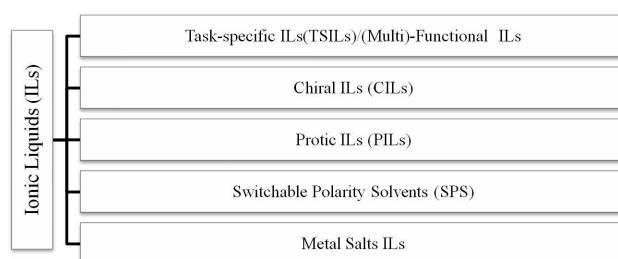 Ionic Liquids (ILs)
Task-specific ILs(TSILs)/(Multi)-Functional ILs
Chiral ILs (CILs)
Protic ILs (PILs)
Switchable Polarity Solvents (SPS)
Metal Salts ILs